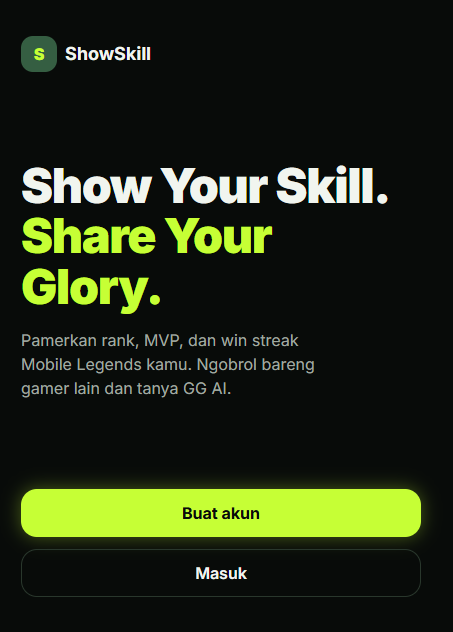 S
ShowSkill
Show Your Skill.
Share Your
Glory.
Pamerkan rank, MVP, dan win streak
Mobile Legends kamu. Ngobrol bareng
gamer lain dan tanya GG AI.
Buat akun
Masuk